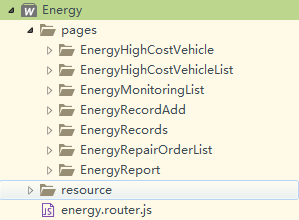 W Energy
pages
EnergyHighCostVehicle
EnergyHighCostVehicleList
EnergyMonitoringList
EnergyRecordAdd
EnergyRecords
EnergyRepairOrderList
EnergyReport
resource
JS energy.router.js